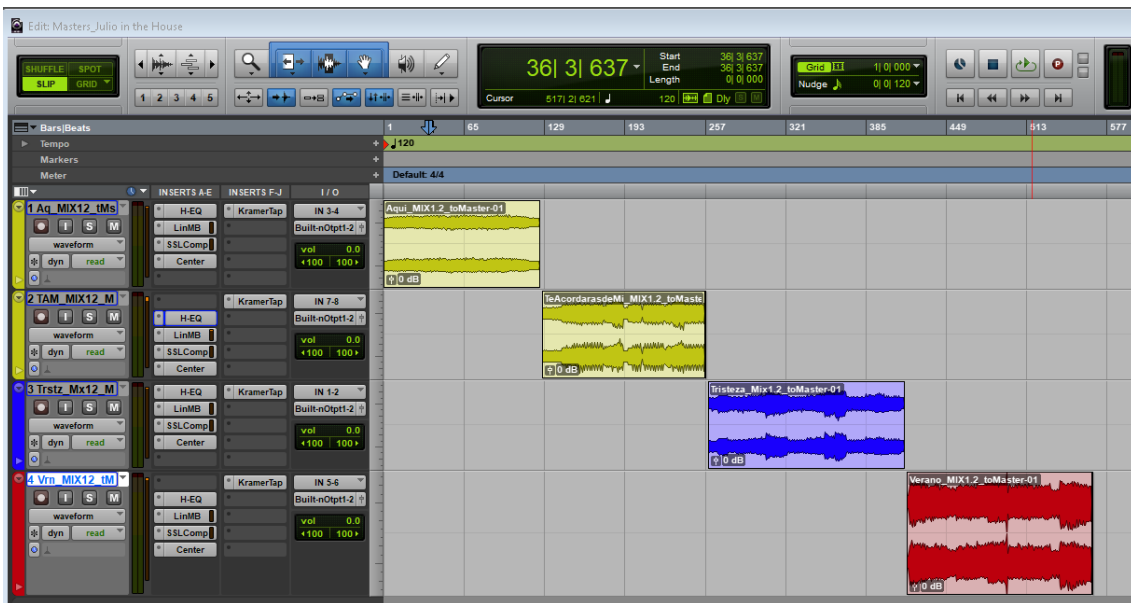 Edit: Masters_Julio in the House
SHUFFLE SPOT
SLIP GRID
1 2 3 4 5
36| 3| 637
Start 36| 3| 637
End 36| 3| 637
Length 0| 0| 000
Cursor 517| 2| 621 120 Dly
Grid 1| 0| 000
Nudge 0| 0| 120
Bars|Beats 1 65 129 193 257 321 385 449 513 577
Tempo 120
Markers
Meter Default: 4/4
INSERTS A-E INSERTS F-J I / O
1 Aq_MIX12_tMs
I S M
waveform
dyn read
H-EQ
LinMB
SSLComp
Center
KramerTap
IN 3-4
Built-nOtpt1-2
vol 0.0
100 100
Aqui_MIX1.2_toMaster-01
0 dB
2 TAM_MIX12_M
I S M
waveform
dyn read
H-EQ
LinMB
SSLComp
Center
KramerTap
IN 7-8
Built-nOtpt1-2
vol 0.0
100 100
TeAcordarasdeMi_MIX1.2_toMaste
0 dB
3 Trstz_Mx12_M
I S M
waveform
dyn read
H-EQ
LinMB
SSLComp
Center
KramerTap
IN 1-2
Built-nOtpt1-2
vol 0.0
100 100
Tristeza_Mix1.2_toMaster-01
0 dB
4 Vrn_MIX12_tM
I S M
waveform
dyn read
H-EQ
LinMB
SSLComp
Center
KramerTap
IN 5-6
Built-nOtpt1-2
vol 0.0
100 100
Verano_MIX1.2_toMaster-01
0 dB